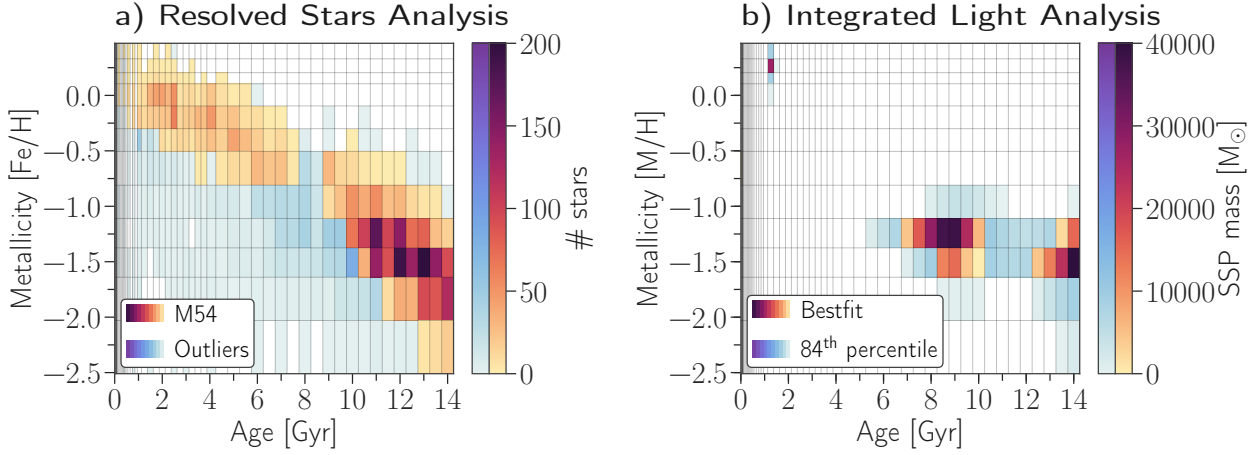 a) Resolved Stars Analysis
Metallicity [Fe/H]
0.0
−0.5
−1.0
−1.5
−2.0
−2.5
0 2 4 6 8 10 12 14
Age [Gyr]
M54
Outliers
200
150
100
50
0
# stars
b) Integrated Light Analysis
Metallicity [M/H]
0.0
−0.5
−1.0
−1.5
−2.0
−2.5
0 2 4 6 8 10 12 14
Age [Gyr]
Bestfit
84th percentile
40000
30000
20000
10000
0
SSP mass [M⊙]